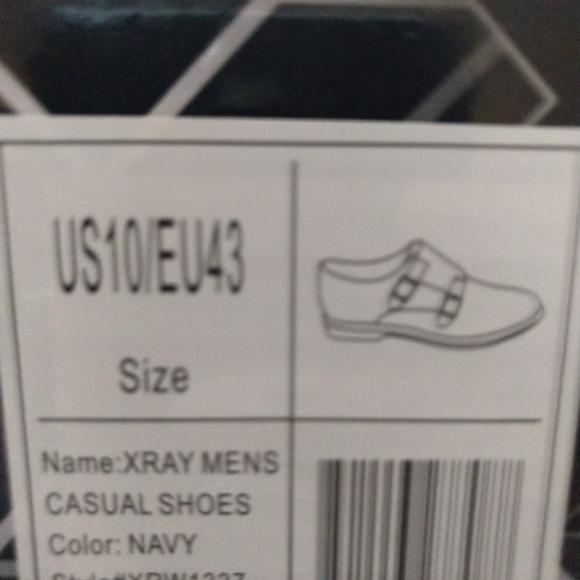 US10/EU43
Size
Name:XRAY MENS
CASUAL SHOES
Color: NAVY